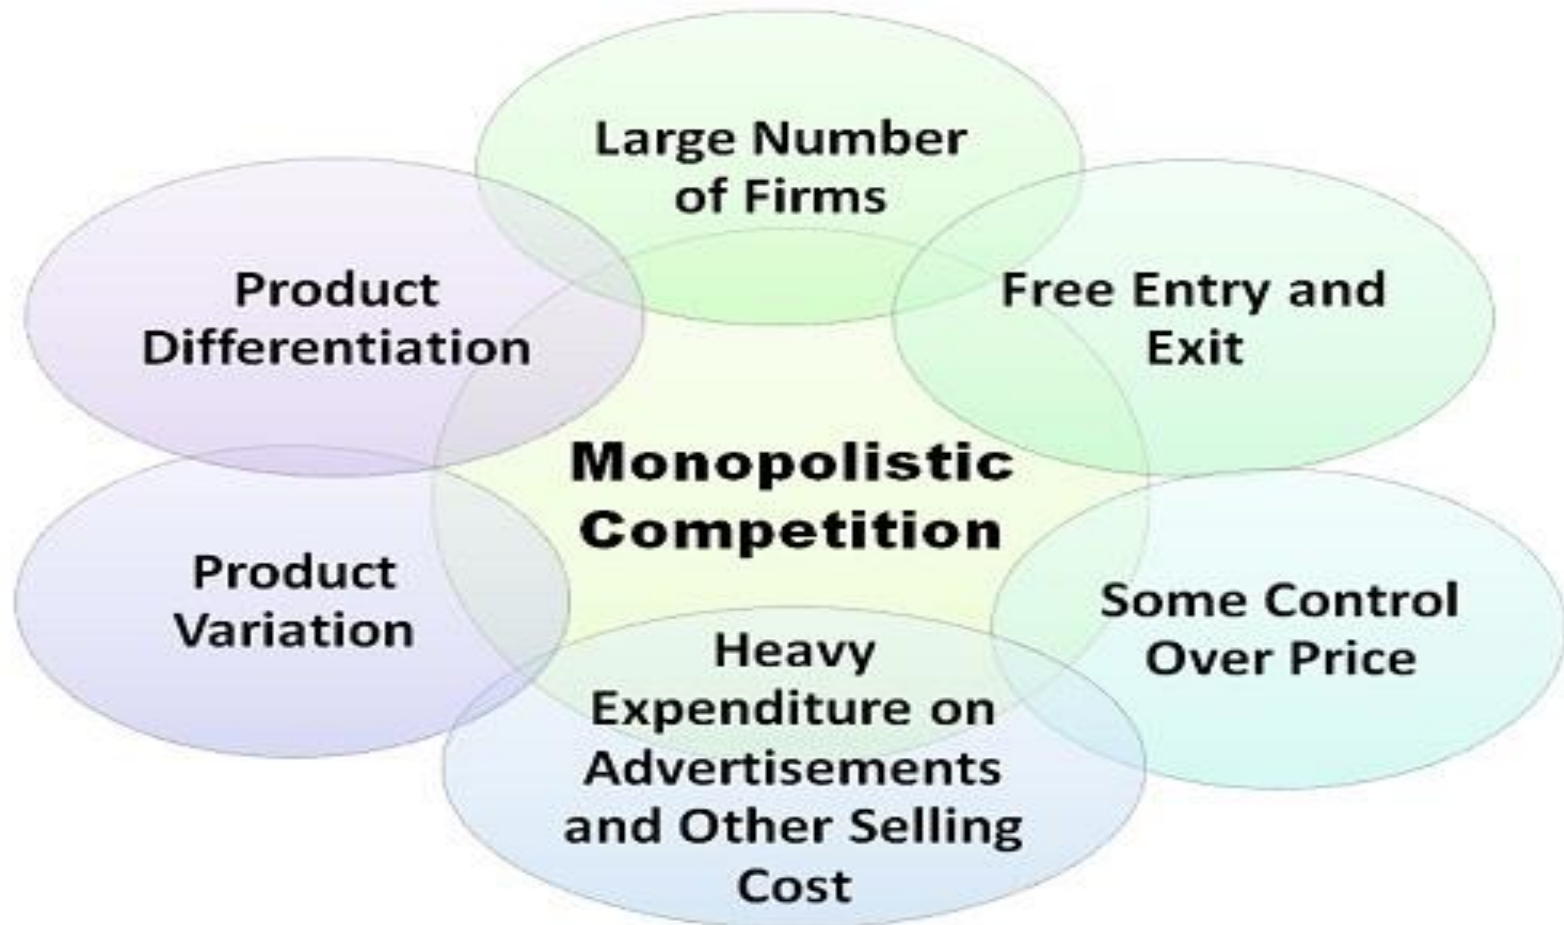 Large Number
of Firms
Free Entry and
Exit
Some Control
Over Price
Heavy
Expenditure on
Advertisements
and Other Selling
Cost
Product
Variation
Product
Differentiation
Monopolistic
Competition